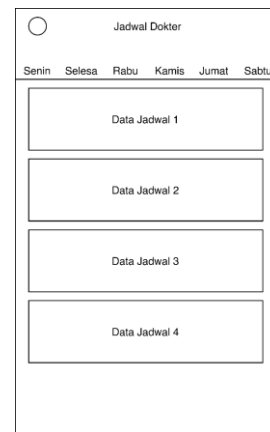 Jadwal Dokter
Senin Selesa Rabu Kamis Jumat Sabtu
Data Jadwal 1
Data Jadwal 2
Data Jadwal 3
Data Jadwal 4